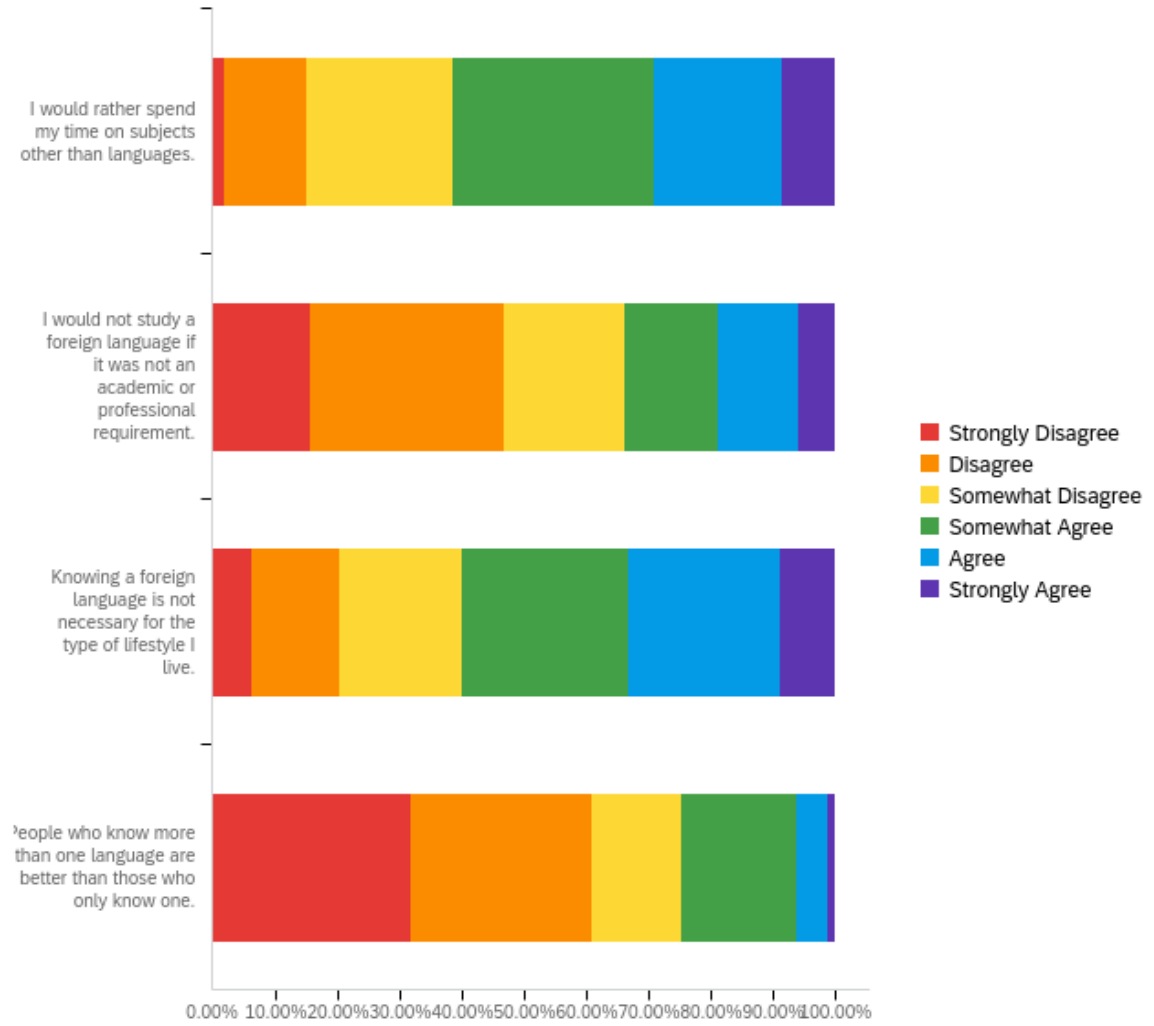 I would rather spend
my time on subjects
other than languages.
I would not study a
foreign language if
it was not an
academic or
professional
requirement.
Knowing a foreign
language is not
necessary for the
type of lifestyle I
live.
People who know more
than one language are
better than those who
only know one.
0.00% 10.00% 20.00% 30.00% 40.00% 50.00% 60.00% 70.00% 80.00% 90.00% 100.00%
Strongly Disagree
Disagree
Somewhat Disagree
Somewhat Agree
Agree
Strongly Agree